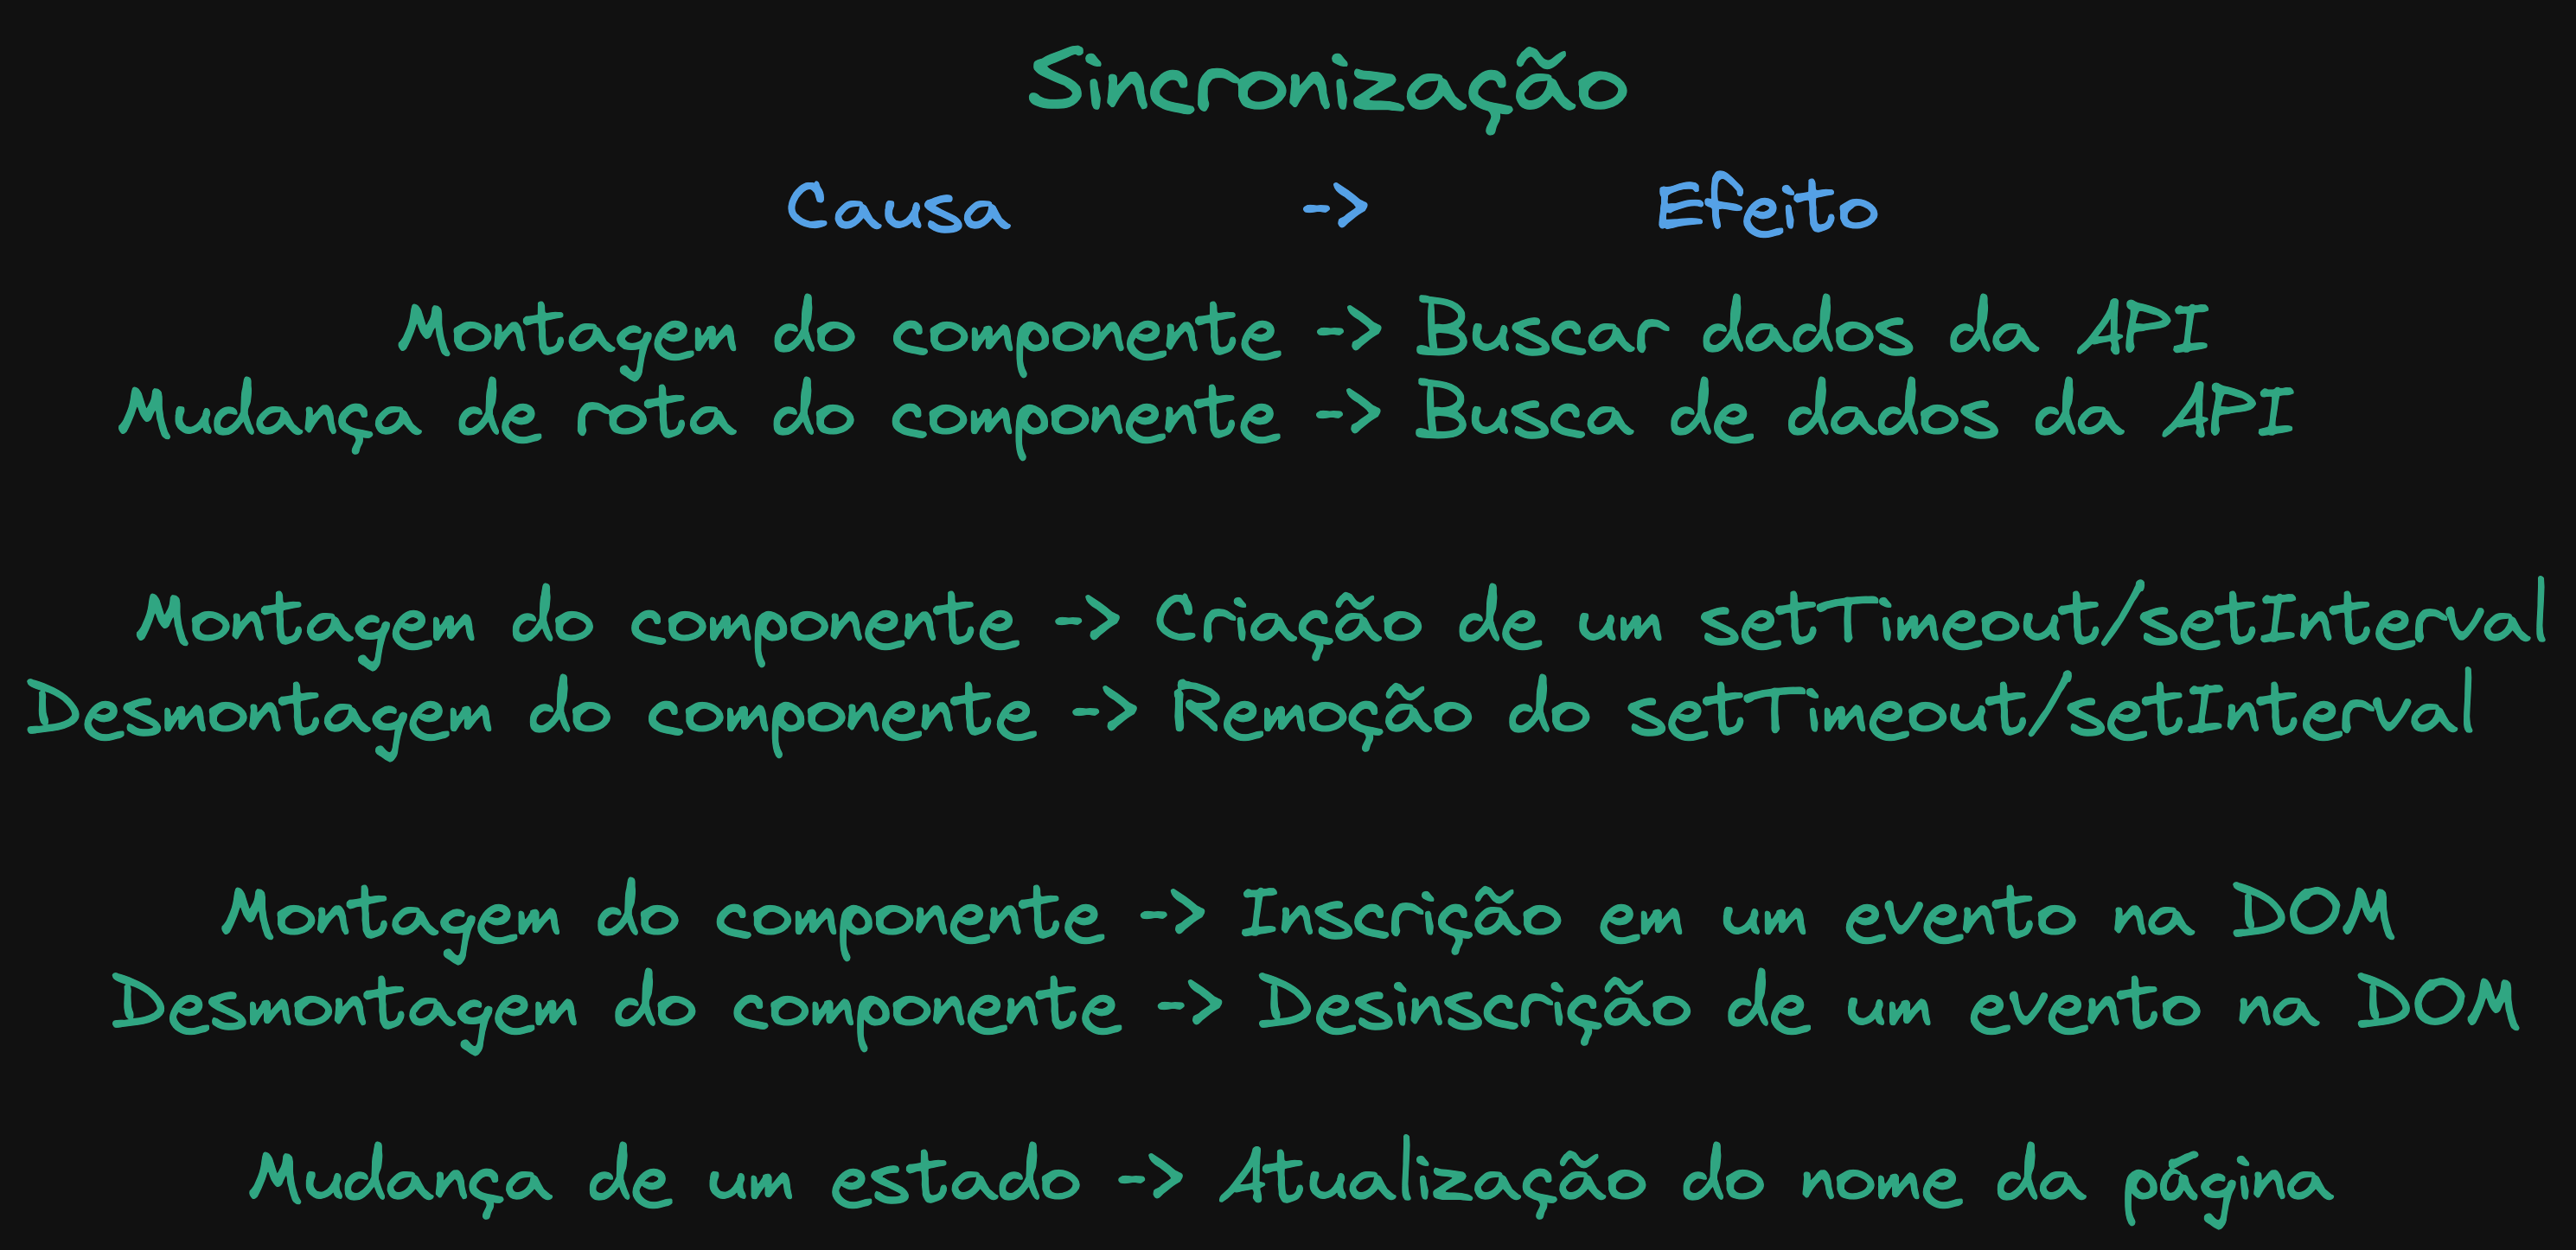 Sincronização
Causa -> Efeito
Montagem do componente -> Buscar dados da API
Mudança de rota do componente -> Busca de dados da API
Montagem do componente -> Criação de um setTimeout/setInterval
Desmontagem do componente -> Remoção do setTimeout/setInterval
Montagem do componente -> Inscrição em um evento na DOM
Desmontagem do componente -> Desinscrição de um evento na DOM
Mudança de um estado -> Atualização do nome da página